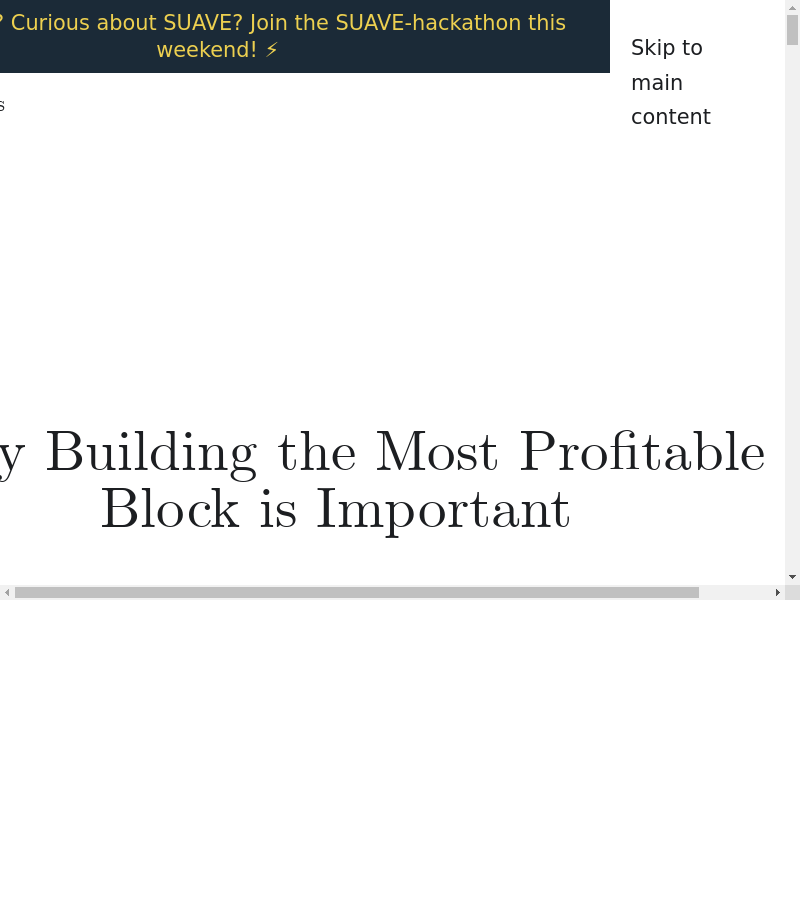 ? Curious about SUAVE? Join the SUAVE-hackathon this
weekend! ⚡
Skip to
main
content
s
y Building the Most Profitable
Block is Important